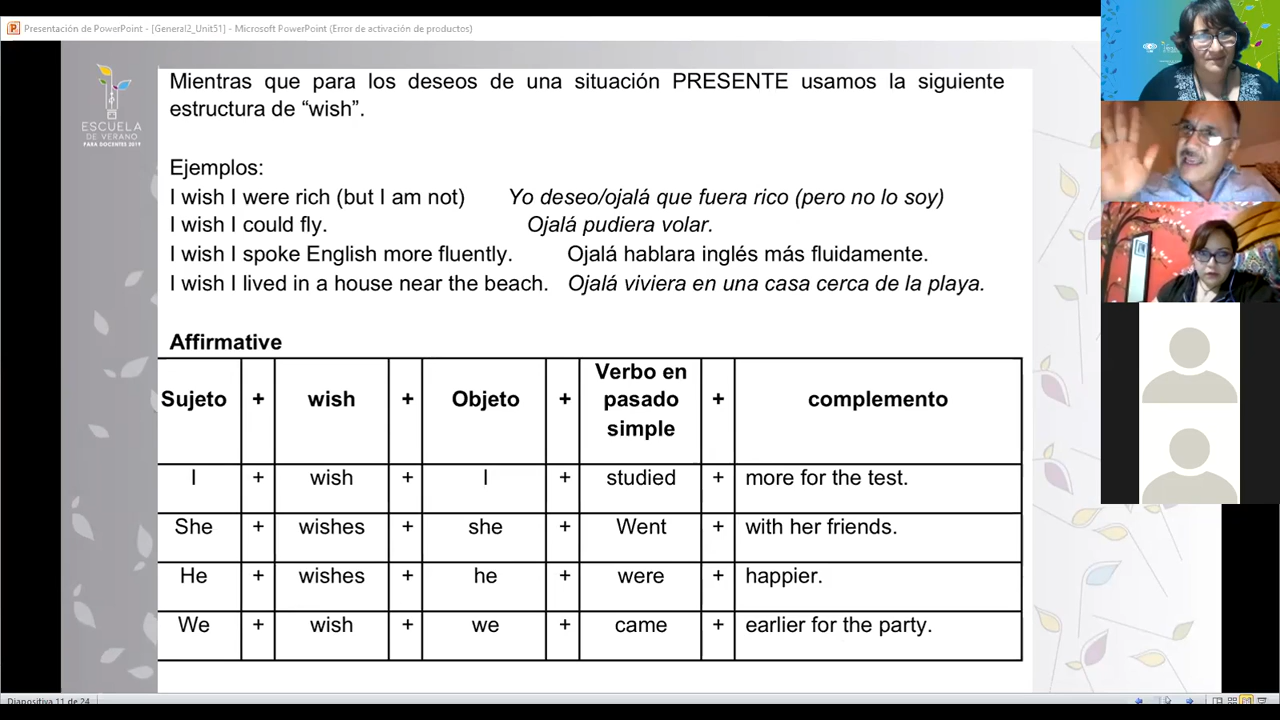 Presentación de PowerPoint - [General2_Unit51] - Microsoft PowerPoint (Error de activación de productos)
Mientras que para los deseos de una situación PRESENTE usamos la siguiente
estructura de “wish”.
ESCUELA
DE VERANO
PARA DOCENTES 2019
Ejemplos:
I wish I were rich (but I am not) Yo deseo/ojalá que fuera rico (pero no lo soy)
I wish I could fly. Ojalá pudiera volar.
I wish I spoke English more fluently. Ojalá hablara inglés más fluidamente.
I wish I lived in a house near the beach. Ojalá viviera en una casa cerca de la playa.
Affirmative
Sujeto + wish + Objeto + Verbo en pasado simple + complemento
I + wish + I + studied + more for the test.
She + wishes + she + Went + with her friends.
He + wishes + he + were + happier.
We + wish + we + came + earlier for the party.
Diapositiva 11 de 24